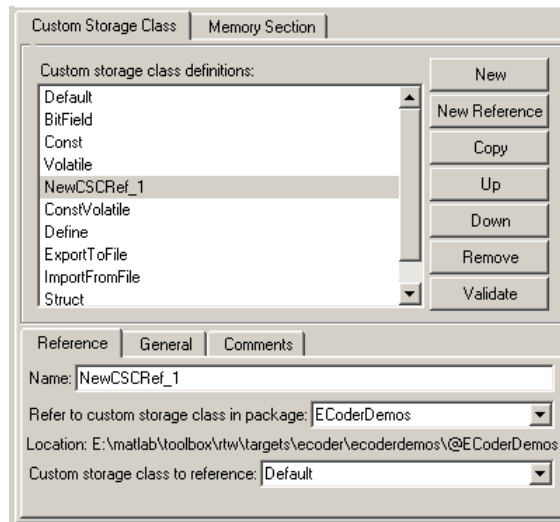 Custom Storage Class Memory Section
Custom storage class definitions:
Default
BitField
Const
Volatile
NewCSCRef_1
ConstVolatile
Define
ExportToFile
ImportFromFile
Struct
New
New Reference
Copy
Up
Down
Remove
Validate
Reference General Comments
Name: NewCSCRef_1
Refer to custom storage class in package: ECoderDemos
Location: E:\matlab\toolbox\rtw\targets\ecoder\ecoderdemos\@ECoderDemos
Custom storage class to reference: Default